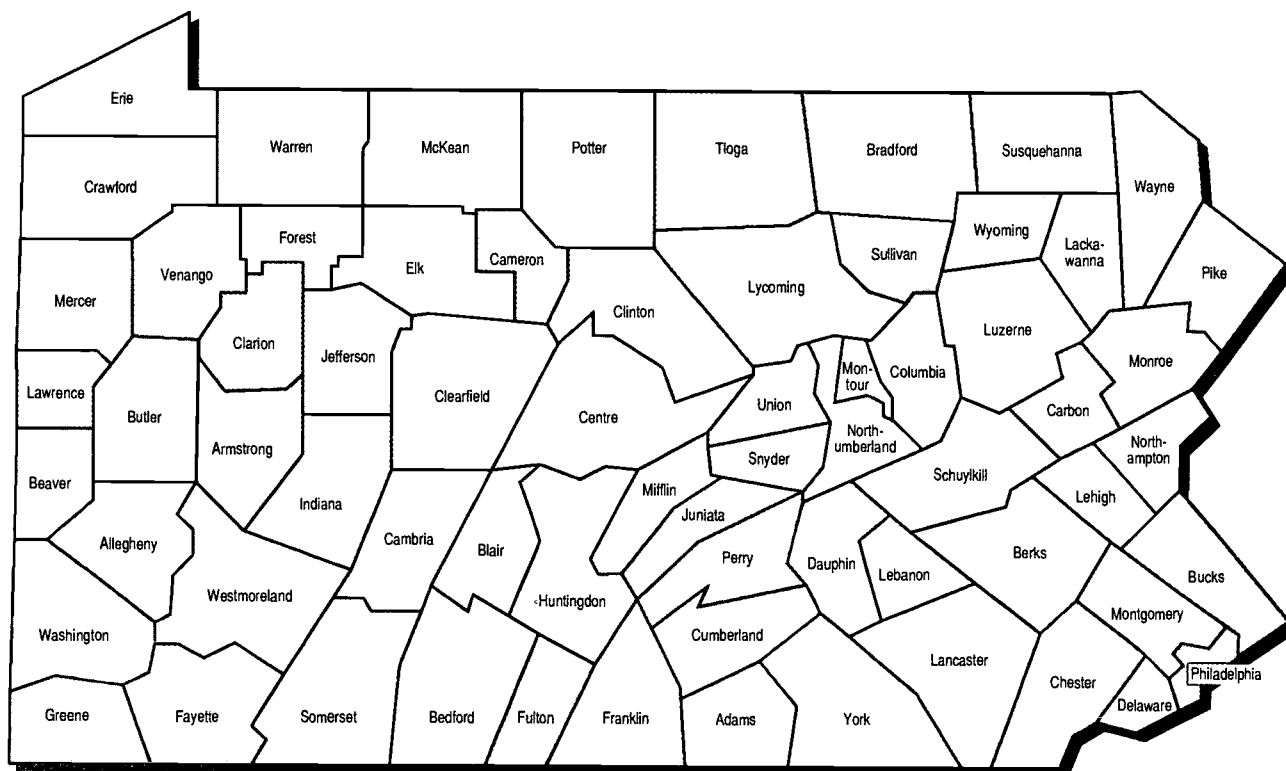 Erie
Warren
McKean
Potter
Tioga
Bradford
Susquehanna
Wayne
Crawford
Forest
Venango
Elk
Cameron
Sullivan
Wyoming
Lacka-
wanna
Pike
Mercer
Clarion
Jefferson
Clinton
Lycoming
Luzerne
Monroe
Lawrence
Butler
Clearfield
Centre
Mon-
tour
Columbia
Union
Carbon
Armstrong
North-
umberland
Snyder
North-
ampton
Beaver
Indiana
Mifflin
Schuylkill
Lehigh
Allegheny
Cambria
Blair
Juniata
Perry
Dauphin
Lebanon
Berks
Bucks
Westmoreland
Huntingdon
Montgomery
Washington
Cumberland
Lancaster
Chester
Philadelphia
Delaware
Greene
Fayette
Somerset
Bedford
Fulton
Franklin
Adams
York